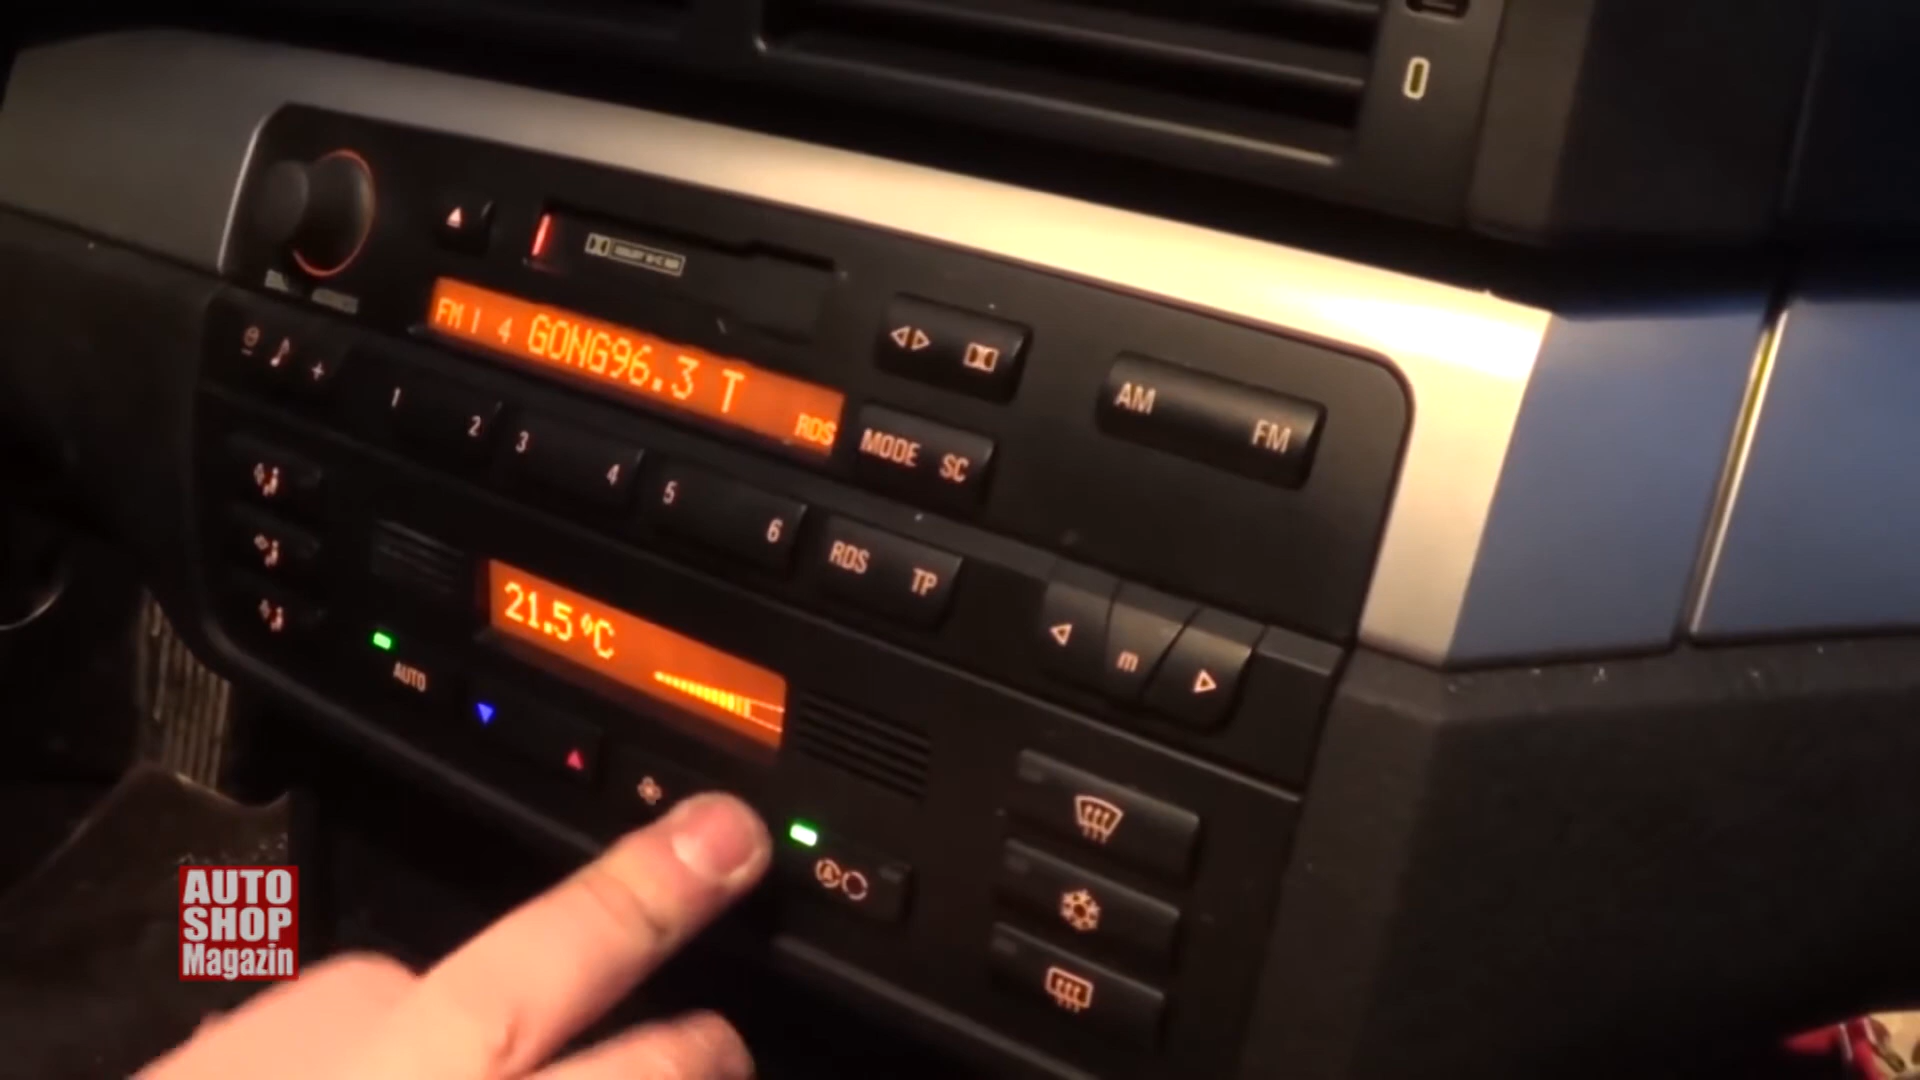 FM 1 4 GONG96.3 T RDS
AM FM
MODE SC
1 2 3 4 5 6
RDS TP
m
21.5°C
AUTO
A
AUTO
SHOP
Magazin